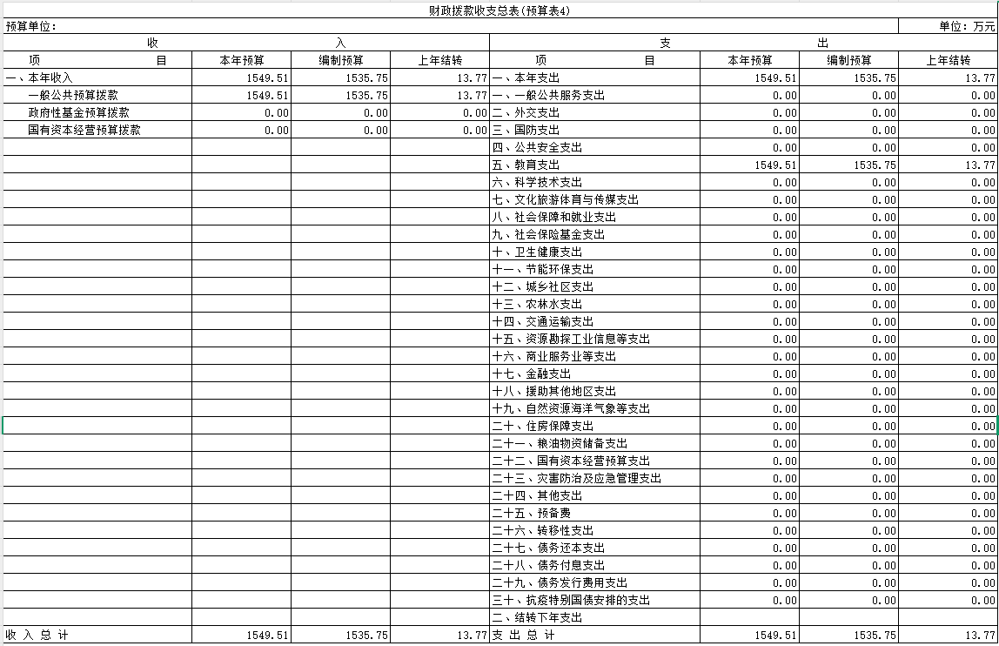 财政拨款收支总表(预算表4)
预算单位： 单位：万元
收 入 支 出
项 目 本年预算 编制预算 上年结转 项 目 本年预算 编制预算 上年结转
一、本年收入 1549.51 1535.75 13.77 一、本年支出 1549.51 1535.75 13.77
一般公共预算拨款 1549.51 1535.75 13.77 一、一般公共服务支出 0.00 0.00 0.00
政府性基金预算拨款 0.00 0.00 0.00 二、外交支出 0.00 0.00 0.00
国有资本经营预算拨款 0.00 0.00 0.00 三、国防支出 0.00 0.00 0.00
四、公共安全支出 0.00 0.00 0.00
五、教育支出 1549.51 1535.75 13.77
六、科学技术支出 0.00 0.00 0.00
七、文化旅游体育与传媒支出 0.00 0.00 0.00
八、社会保障和就业支出 0.00 0.00 0.00
九、社会保险基金支出 0.00 0.00 0.00
十、卫生健康支出 0.00 0.00 0.00
十一、节能环保支出 0.00 0.00 0.00
十二、城乡社区支出 0.00 0.00 0.00
十三、农林水支出 0.00 0.00 0.00
十四、交通运输支出 0.00 0.00 0.00
十五、资源勘探工业信息等支出 0.00 0.00 0.00
十六、商业服务业等支出 0.00 0.00 0.00
十七、金融支出 0.00 0.00 0.00
十八、援助其他地区支出 0.00 0.00 0.00
十九、自然资源海洋气象等支出 0.00 0.00 0.00
二十、住房保障支出 0.00 0.00 0.00
二十一、粮油物资储备支出 0.00 0.00 0.00
二十二、国有资本经营预算支出 0.00 0.00 0.00
二十三、灾害防治及应急管理支出 0.00 0.00 0.00
二十四、其他支出 0.00 0.00 0.00
二十五、预备费 0.00 0.00 0.00
二十六、转移性支出 0.00 0.00 0.00
二十七、债务还本支出 0.00 0.00 0.00
二十八、债务付息支出 0.00 0.00 0.00
二十九、债务发行费用支出 0.00 0.00 0.00
三十、抗疫特别国债安排的支出 0.00 0.00 0.00
二、结转下年支出
收 入 总 计 1549.51 1535.75 13.77 支 出 总 计 1549.51 1535.75 13.77